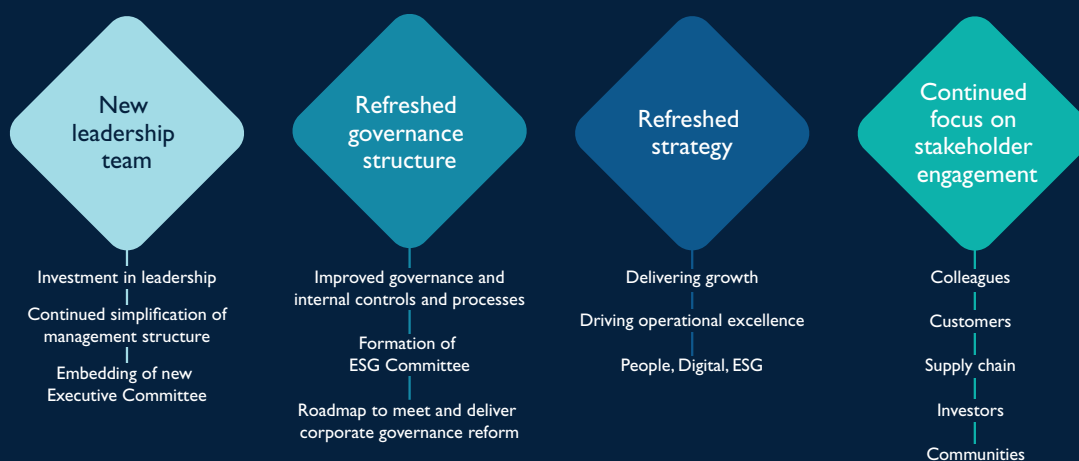 New
leadership
team
Investment in leadership
Continued simplification of
management structure
Embedding of new
Executive Committee
Refreshed
governance
structure
Improved governance and
internal controls and processes
Formation of
ESG Committee
Roadmap to meet and deliver
corporate governance reform
Refreshed
strategy
Delivering growth
Driving operational excellence
People, Digital, ESG
Continued
focus on
stakeholder
engagement
Colleagues
Customers
Supply chain
Investors
Communities